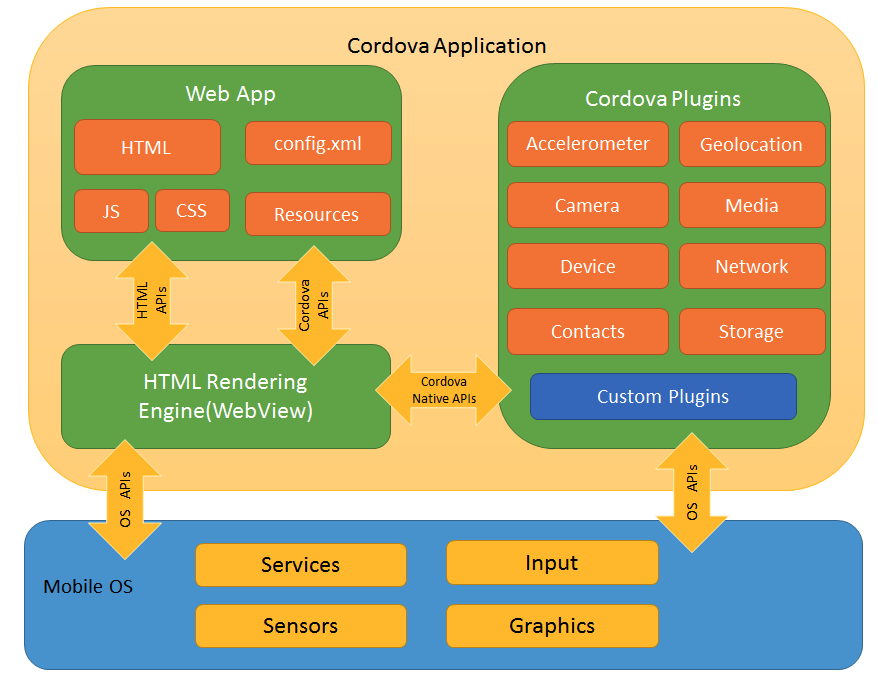 Cordova Application
Web App
HTML
config.xml
JS
CSS
Resources
Cordova Plugins
Accelerometer
Geolocation
Camera
Media
Device
Network
Contacts
Storage
Custom Plugins
HTML
APIs
Cordova
APIs
HTML Rendering
Engine(WebView)
Cordova
Native APIs
OS APIs
OS APIs
Mobile OS
Services
Input
Sensors
Graphics